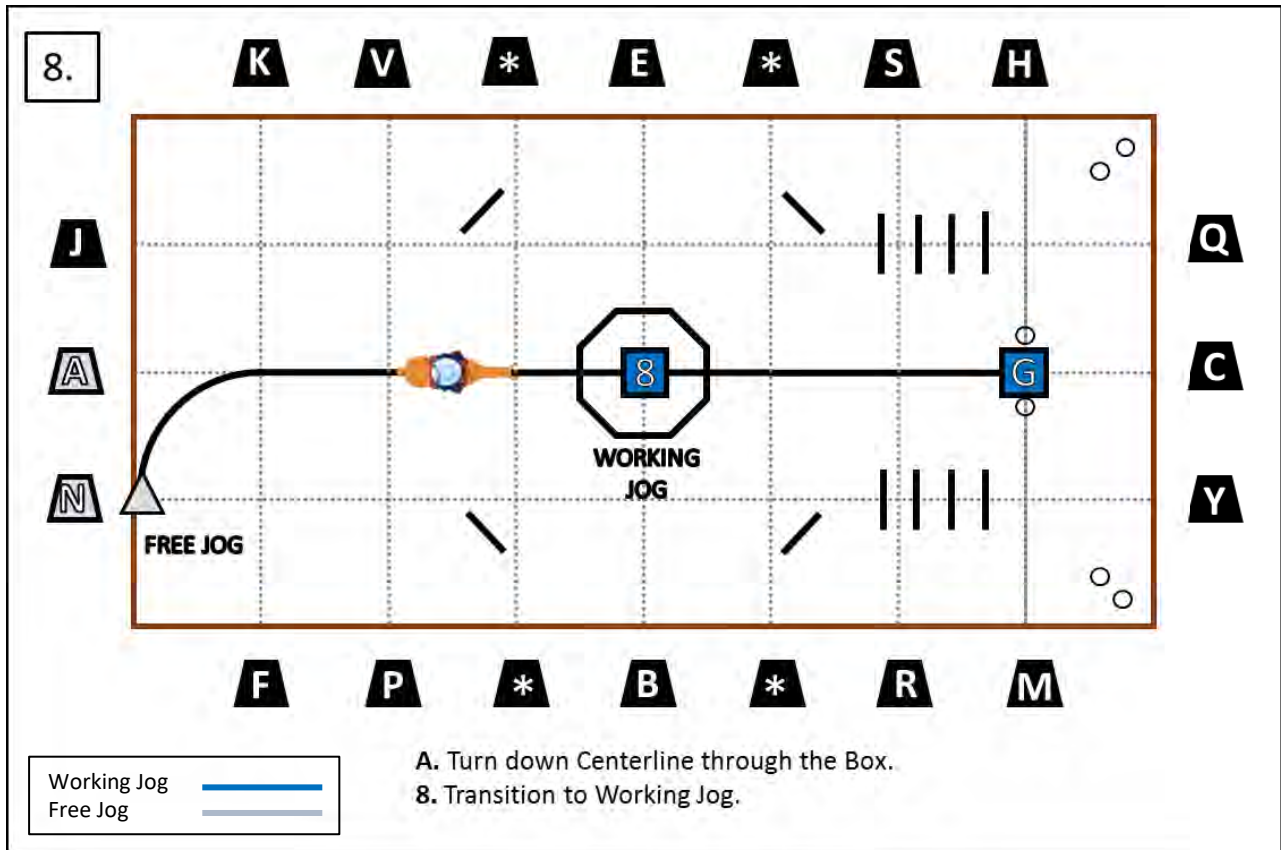 8.
K V * E * S H
J
Q
A
8
G
C
N
WORKING
JOG
Y
FREE JOG
F P * B * R M
A. Turn down Centerline through the Box.
8. Transition to Working Jog.
Working Jog
Free Jog